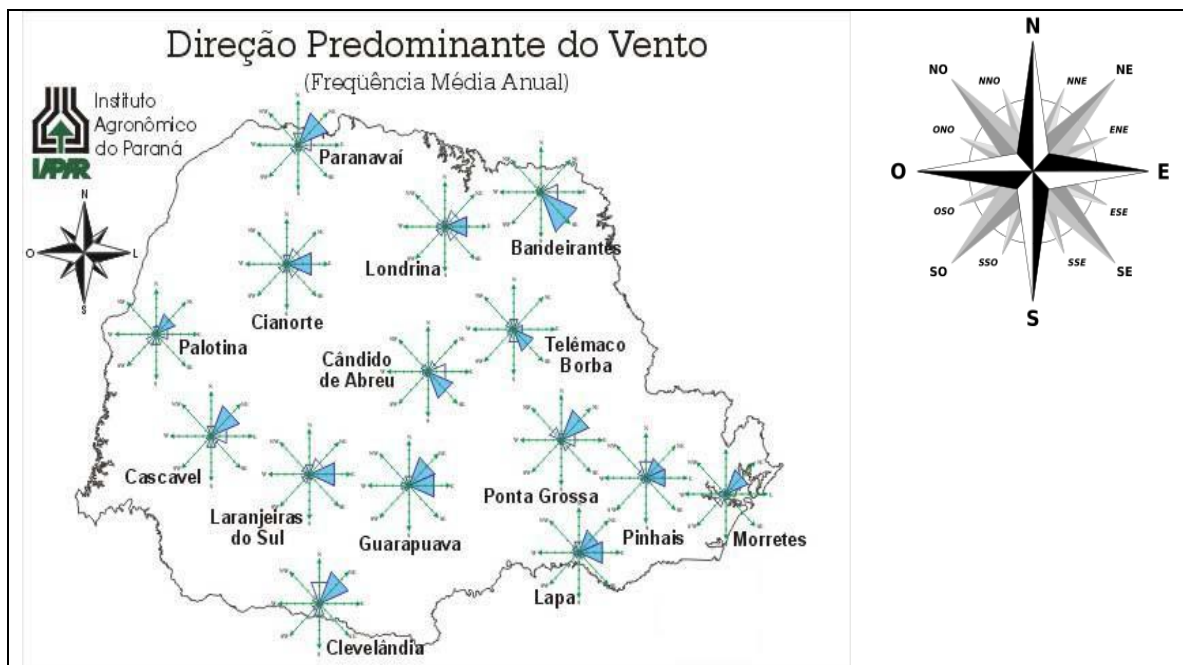 Direção Predominante do Vento
(Freqüência Média Anual)
Instituto
Agronômico
do Paraná
IAPAR
N
O
L
S
Paranavaí
Londrina
Bandeirantes
Cianorte
Palotina
Cândido
de Abreu
Telêmaco
Borba
Cascavel
Laranjeiras
do Sul
Guarapuava
Ponta Grossa
Pinhais
Morretes
Lapa
Clevelândia
N
NO
NNO
NNE
NE
ONO
ENE
O
E
OSO
ESE
SO
SSO
SSE
SE
S